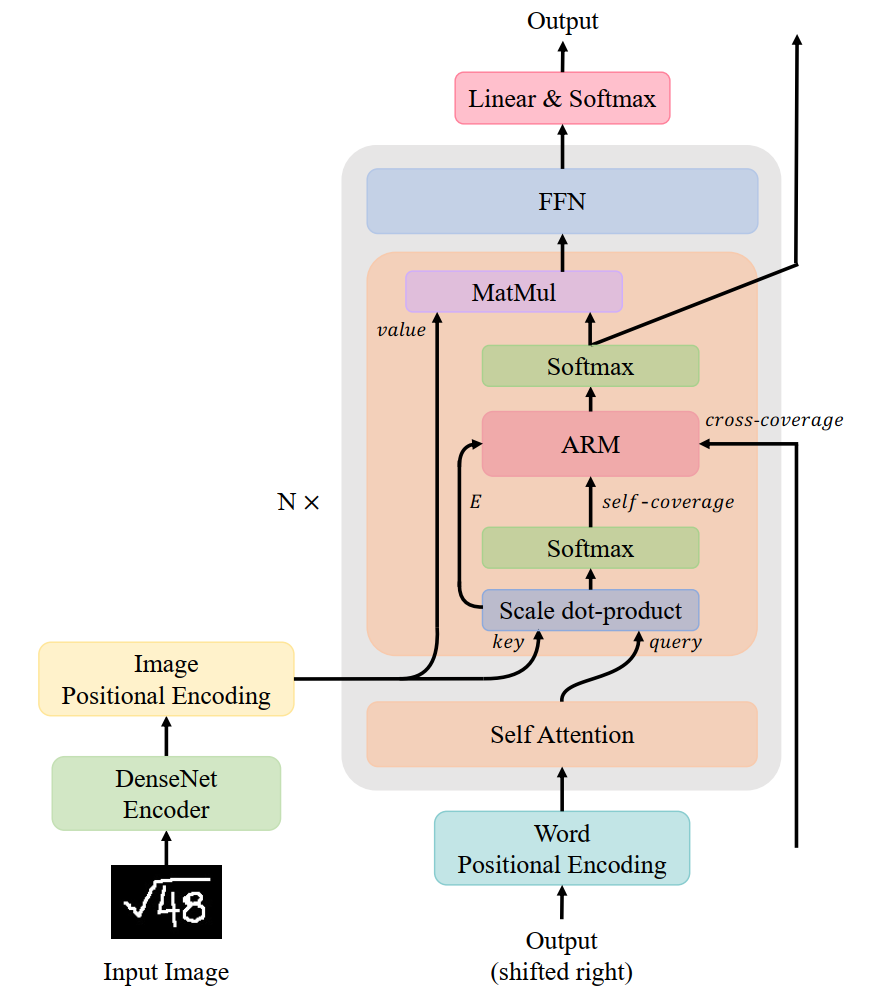 Output
Linear & Softmax
FFN
MatMul
value
Softmax
cross-coverage
ARM
N ×
E
self-coverage
Softmax
Scale dot-product
key
query
Image
Positional Encoding
Self Attention
DenseNet
Encoder
Word
Positional Encoding
√48
Output
(shifted right)
Input Image